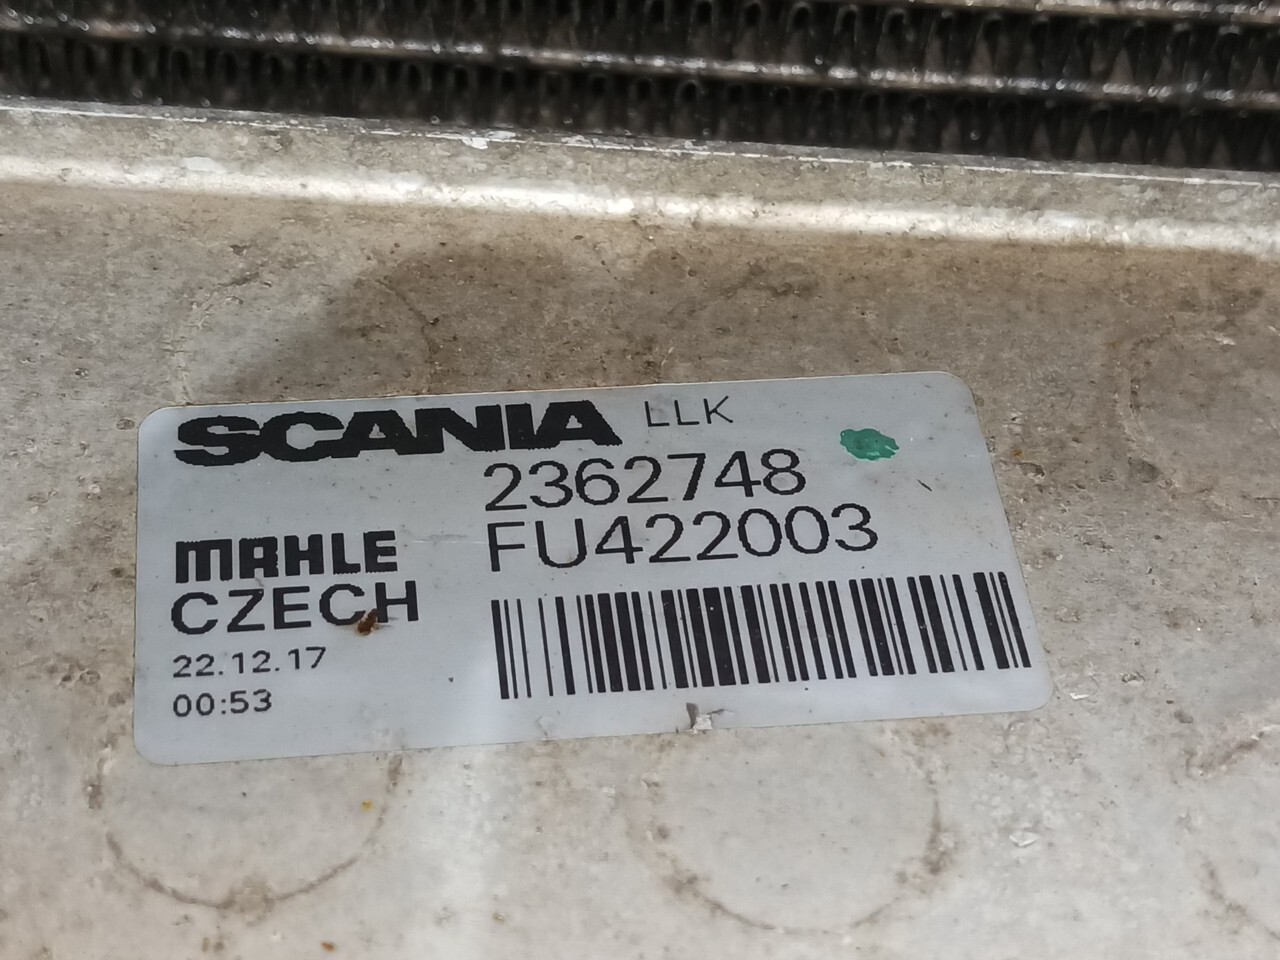 SCANIA LLK
2362748
FU422003
MAHLE
CZECH
22.12.17
00:53